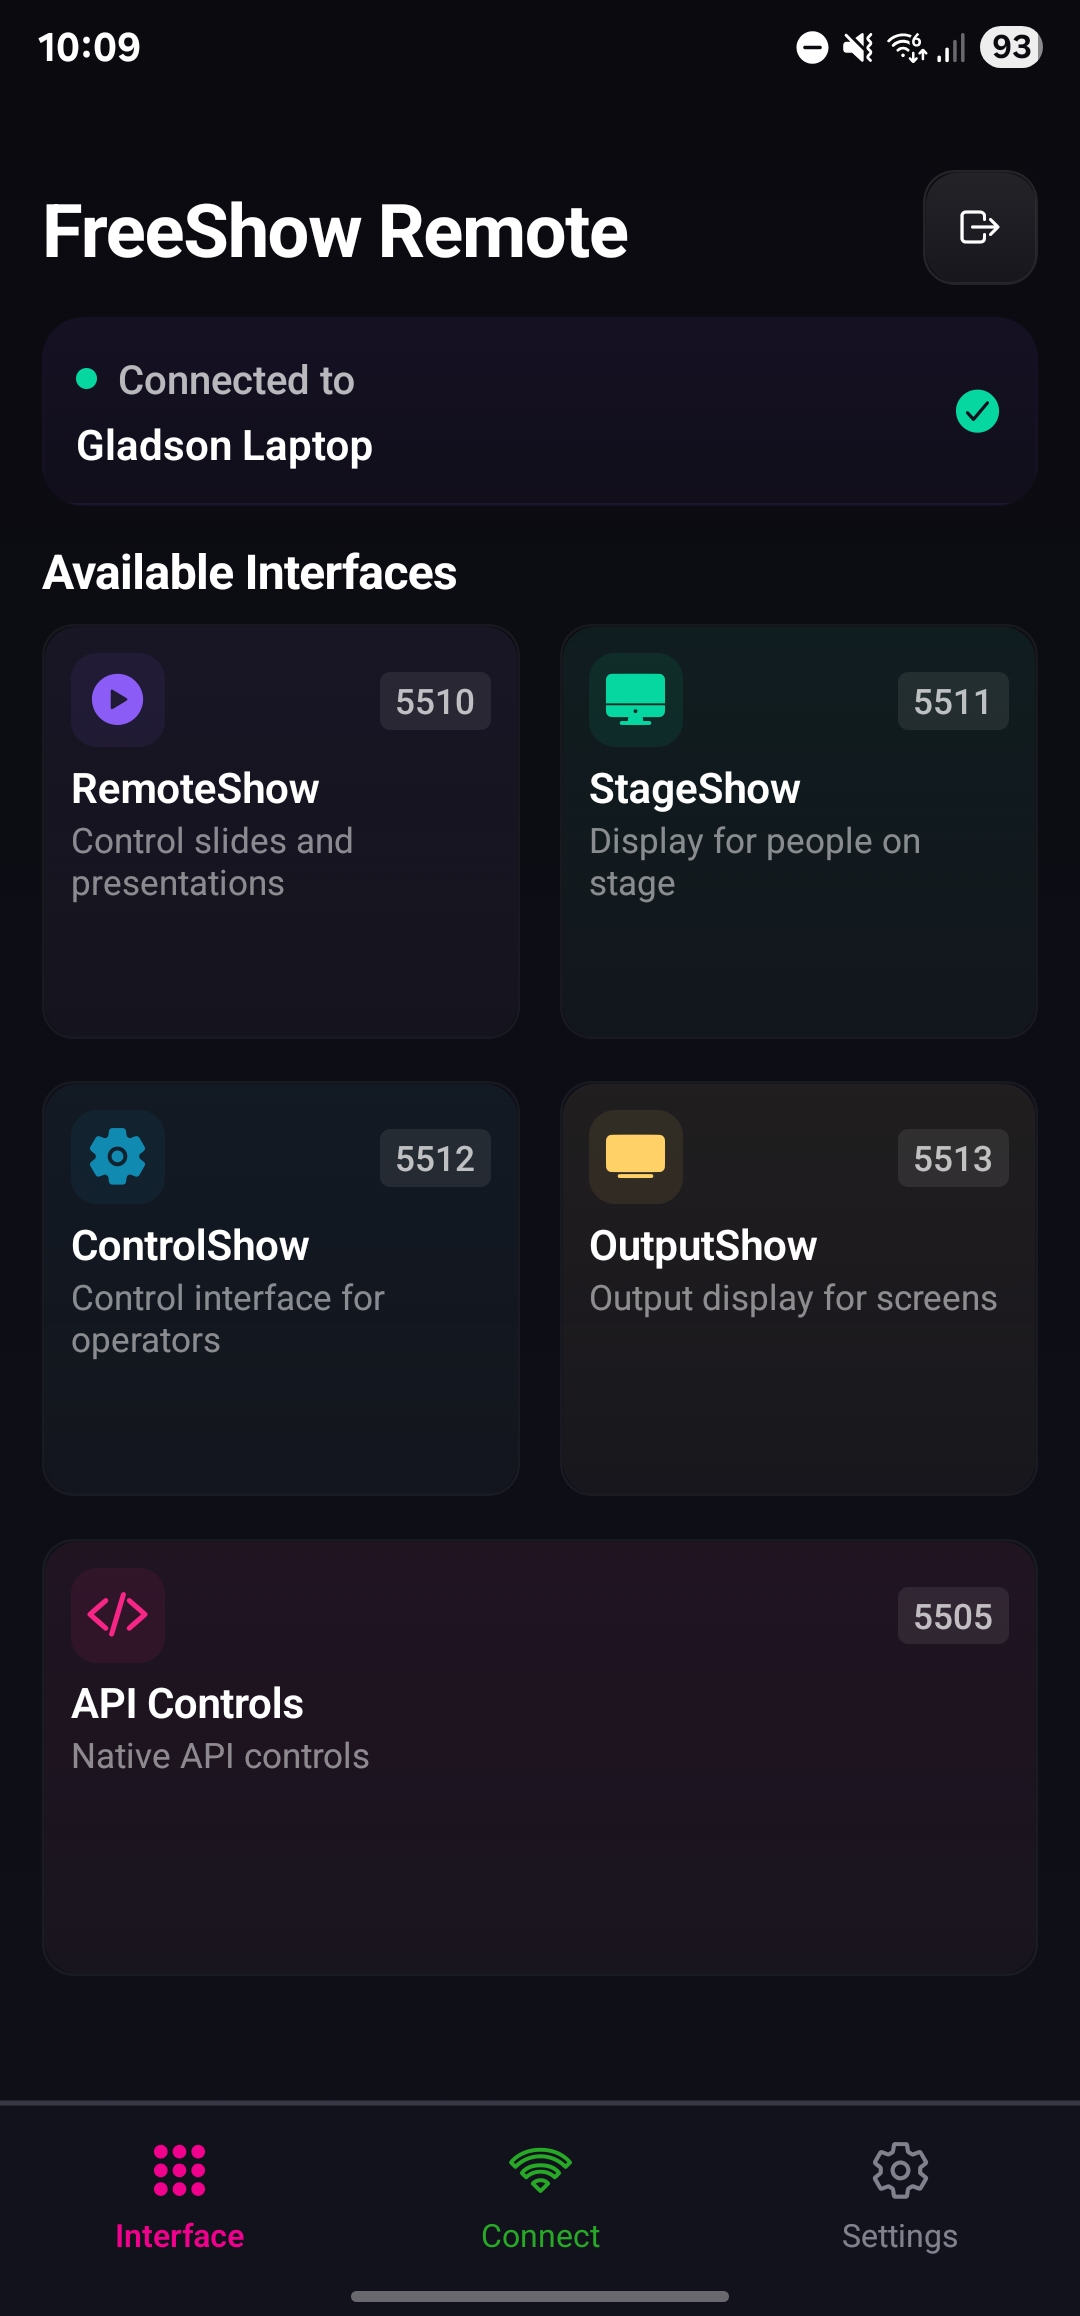 10:09
6
93
FreeShow Remote
Connected to
Gladson Laptop
Available Interfaces
5510
RemoteShow
Control slides and
presentations
5511
StageShow
Display for people on
stage
5512
ControlShow
Control interface for
operators
5513
OutputShow
Output display for screens
5505
API Controls
Native API controls
Interface
Connect
Settings